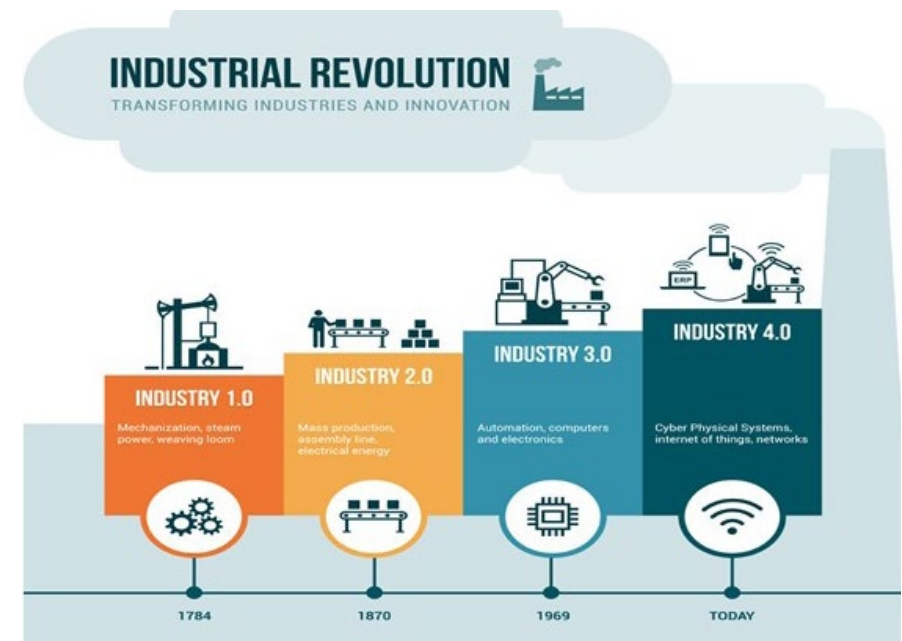 INDUSTRIAL REVOLUTION
TRANSFORMING INDUSTRIES AND INNOVATION
ERP
INDUSTRY 1.0
Mechanization, steam
power, weaving loom
INDUSTRY 2.0
Mass production,
assembly line,
electrical energy
INDUSTRY 3.0
Automation, computers
and electronics
INDUSTRY 4.0
Cyber Physical Systems,
internet of things, networks
1784
1870
1969
TODAY